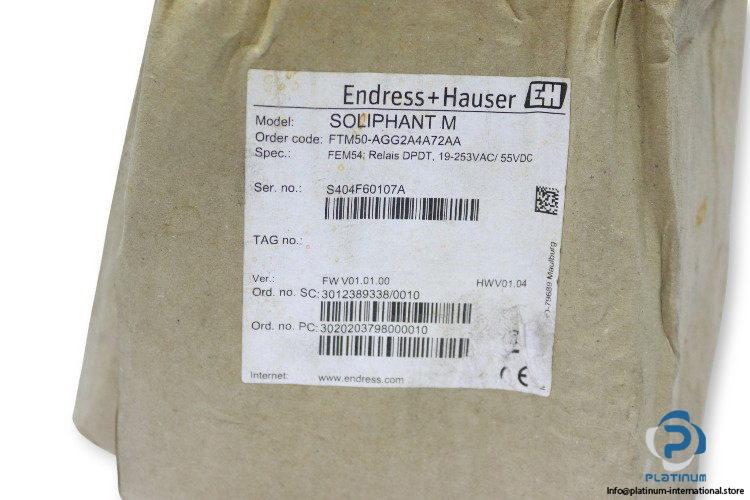 Endress+Hauser EH
Model: SOLIPHANT M
Order code: FTM50-AGG2A4A72AA
Spec.: FEM54; Relais DPDT, 19-253VAC/ 55VDC
Ser. no.: S404F60107A
TAG no.:
Ver.: FW V01.01.00 HWV01.04
D-79689 Maulburg
Ord. no. SC: 3012389338/0010
Ord. no. PC: 3020203798000010
Internet: www.endress.com
CE
PLATINUM
Info@platinum-international.store